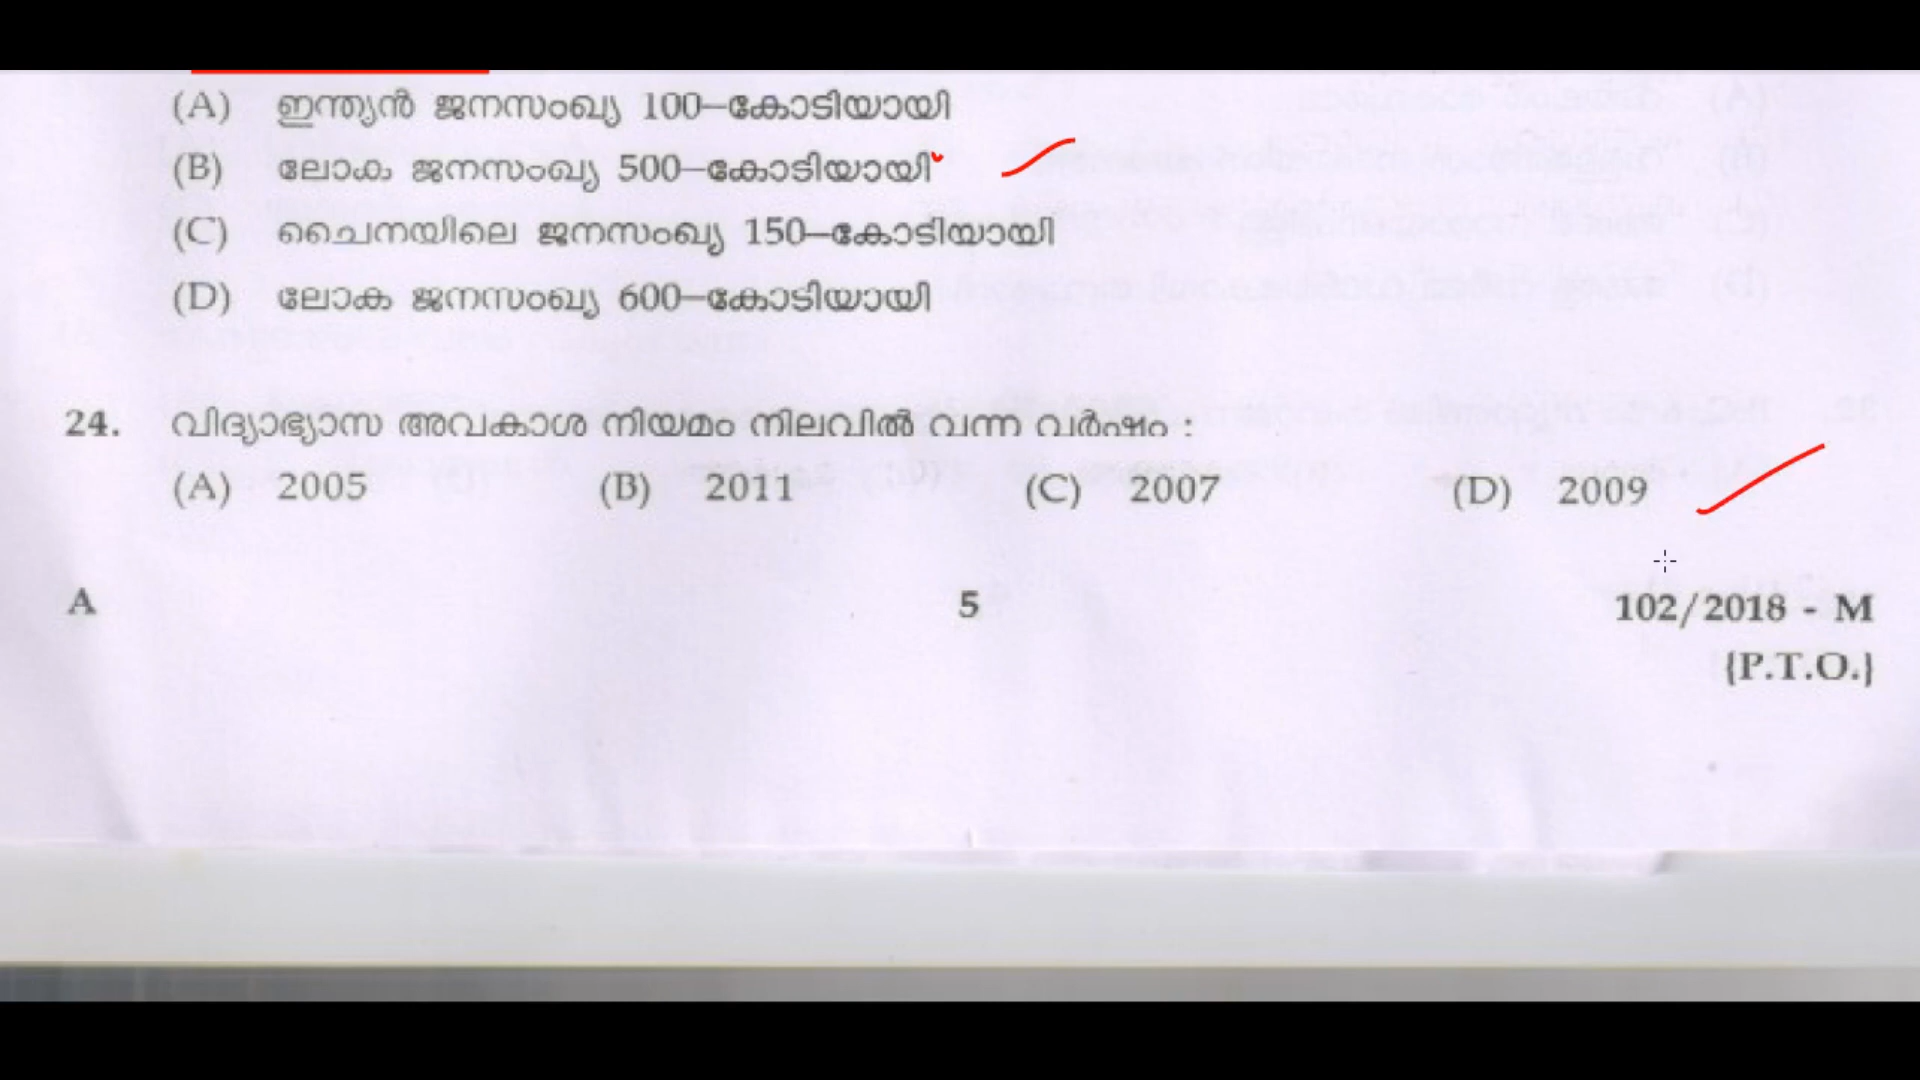 (A) ഇന്ത്യൻ ജനസംഖ്യ 100–കോടിയായി
(B) ലോക ജനസംഖ്യ 500–കോടിയായി
(C) ചൈനയിലെ ജനസംഖ്യ 150–കോടിയായി
(D) ലോക ജനസംഖ്യ 600–കോടിയായി
24. വിദ്യാഭ്യാസ അവകാശ നിയമം നിലവിൽ വന്ന വർഷം :
(A) 2005 (B) 2011 (C) 2007 (D) 2009
A 5 102/2018 - M
{P.T.O.}